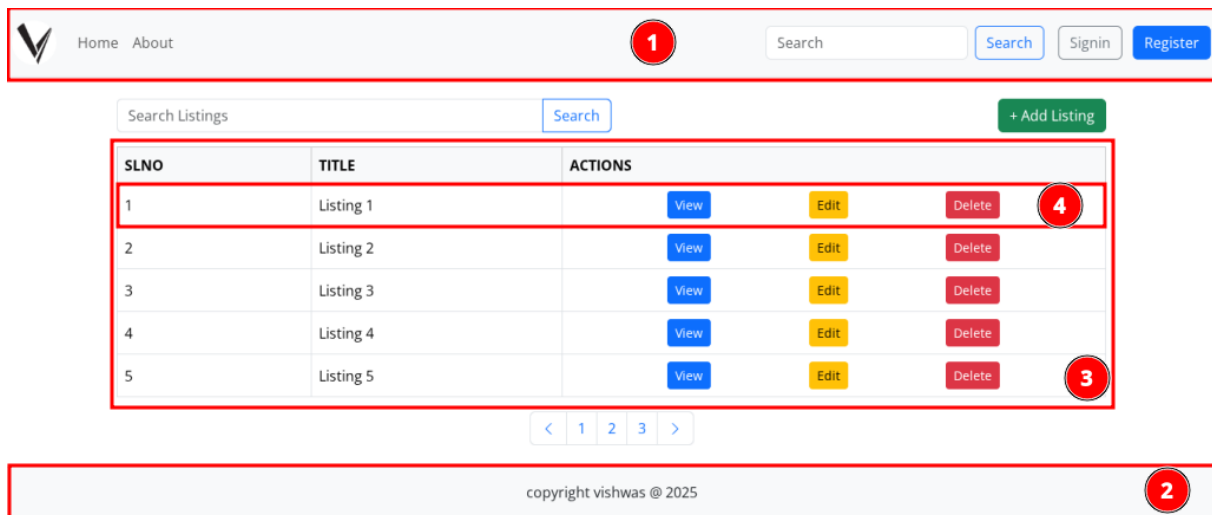 Home About 1 Search Search Signin Register
Search Listings Search + Add Listing
SLNO TITLE ACTIONS
1 Listing 1 View Edit Delete 4
2 Listing 2 View Edit Delete
3 Listing 3 View Edit Delete
4 Listing 4 View Edit Delete
5 Listing 5 View Edit Delete 3
< 1 2 3 >
copyright vishwas @ 2025 2